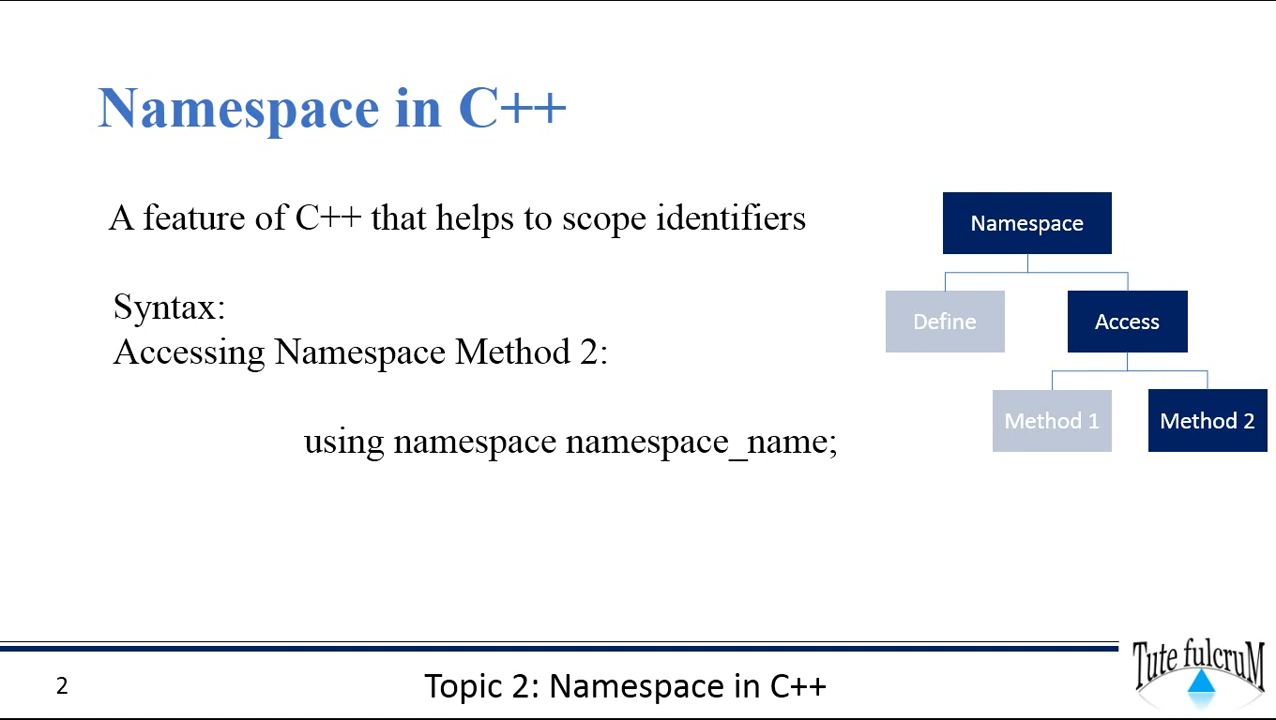 Namespace in C++
A feature of C++ that helps to scope identifiers
Syntax:
Accessing Namespace Method 2:
using namespace namespace_name;
Namespace
Define
Access
Method 1
Method 2
2
Topic 2: Namespace in C++
Tute fulcruM